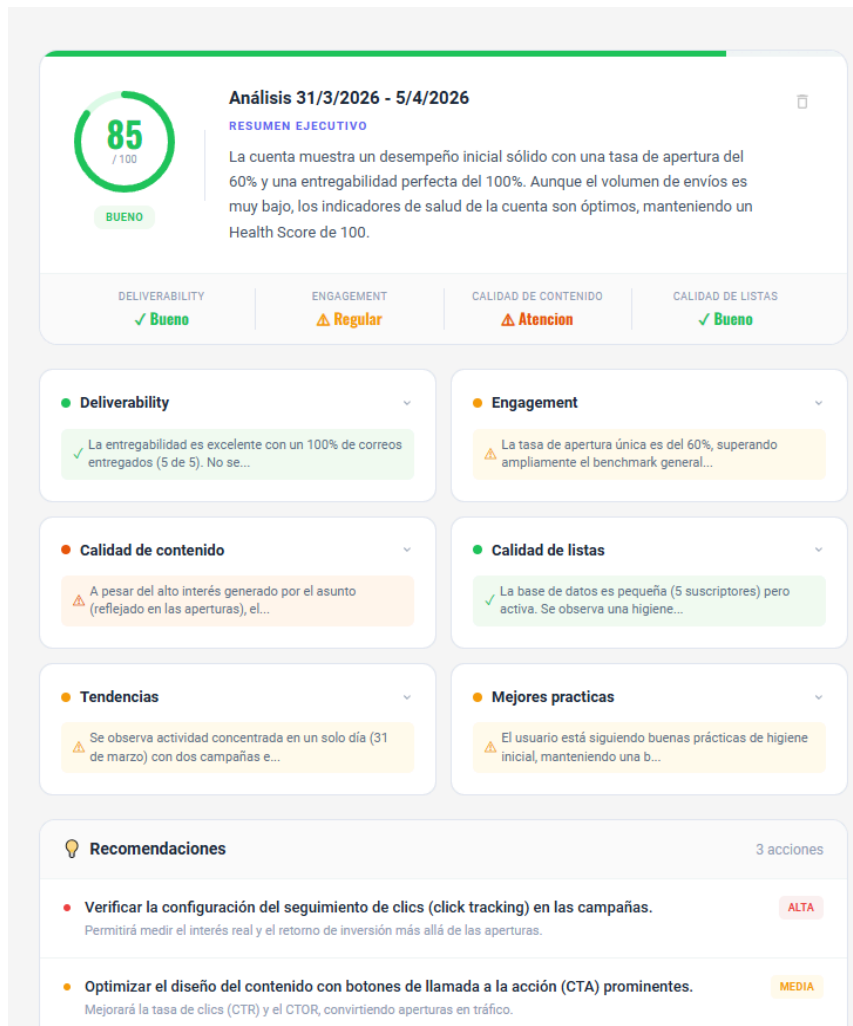 Análisis 31/3/2026 - 5/4/2026
RESUMEN EJECUTIVO
85
/ 100
BUENO
La cuenta muestra un desempeño inicial sólido con una tasa de apertura del
60% y una entregabilidad perfecta del 100%. Aunque el volumen de envíos es
muy bajo, los indicadores de salud de la cuenta son óptimos, manteniendo un
Health Score de 100.
DELIVERABILITY
✓ Bueno
ENGAGEMENT
⚠ Regular
CALIDAD DE CONTENIDO
⚠ Atencion
CALIDAD DE LISTAS
✓ Bueno
Deliverability
✓ La entregabilidad es excelente con un 100% de correos
entregados (5 de 5). No se...
Engagement
⚠ La tasa de apertura única es del 60%, superando
ampliamente el benchmark general...
Calidad de contenido
⚠ A pesar del alto interés generado por el asunto
(reflejado en las aperturas), el...
Calidad de listas
✓ La base de datos es pequeña (5 suscriptores) pero
activa. Se observa una higiene...
Tendencias
⚠ Se observa actividad concentrada en un solo día (31
de marzo) con dos campañas e...
Mejores practicas
⚠ El usuario está siguiendo buenas prácticas de higiene
inicial, manteniendo una b...
Recomendaciones
3 acciones
Verificar la configuración del seguimiento de clics (click tracking) en las campañas.
ALTA
Permitirá medir el interés real y el retorno de inversión más allá de las aperturas.
Optimizar el diseño del contenido con botones de llamada a la acción (CTA) prominentes.
MEDIA
Mejorará la tasa de clics (CTR) y el CTOR, convirtiendo aperturas en tráfico.